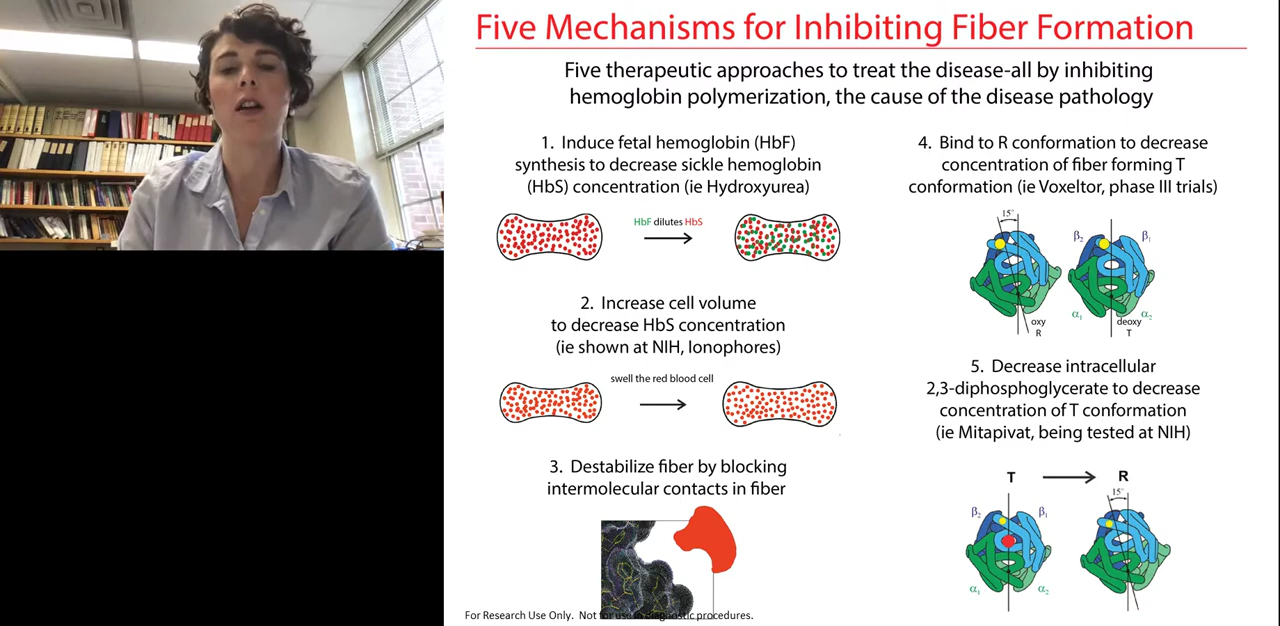 Five Mechanisms for Inhibiting Fiber Formation
Five therapeutic approaches to treat the disease-all by inhibiting
hemoglobin polymerization, the cause of the disease pathology
1. Induce fetal hemoglobin (HbF)
synthesis to decrease sickle hemoglobin
(HbS) concentration (ie Hydroxyurea)
HbF dilutes HbS
2. Increase cell volume
to decrease HbS concentration
(ie shown at NIH, Ionophores)
swell the red blood cell
3. Destabilize fiber by blocking
intermolecular contacts in fiber
4. Bind to R conformation to decrease
concentration of fiber forming T
conformation (ie Voxeltor, phase III trials)
15°
β₂ β₁
α₁ α₂
oxy deoxy
R T
5. Decrease intracellular
2,3-diphosphoglycerate to decrease
concentration of T conformation
(ie Mitapivat, being tested at NIH)
T R
15°
β₂ β₁
α₁ α₂
For Research Use Only. Not for use in diagnostic procedures.